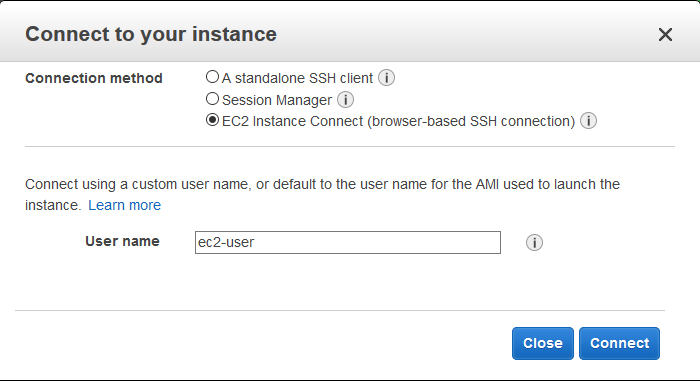 Connect to your instance
Connection method
A standalone SSH client
Session Manager
EC2 Instance Connect (browser-based SSH connection)
Connect using a custom user name, or default to the user name for the AMI used to launch the
instance. Learn more
User name ec2-user
Close Connect